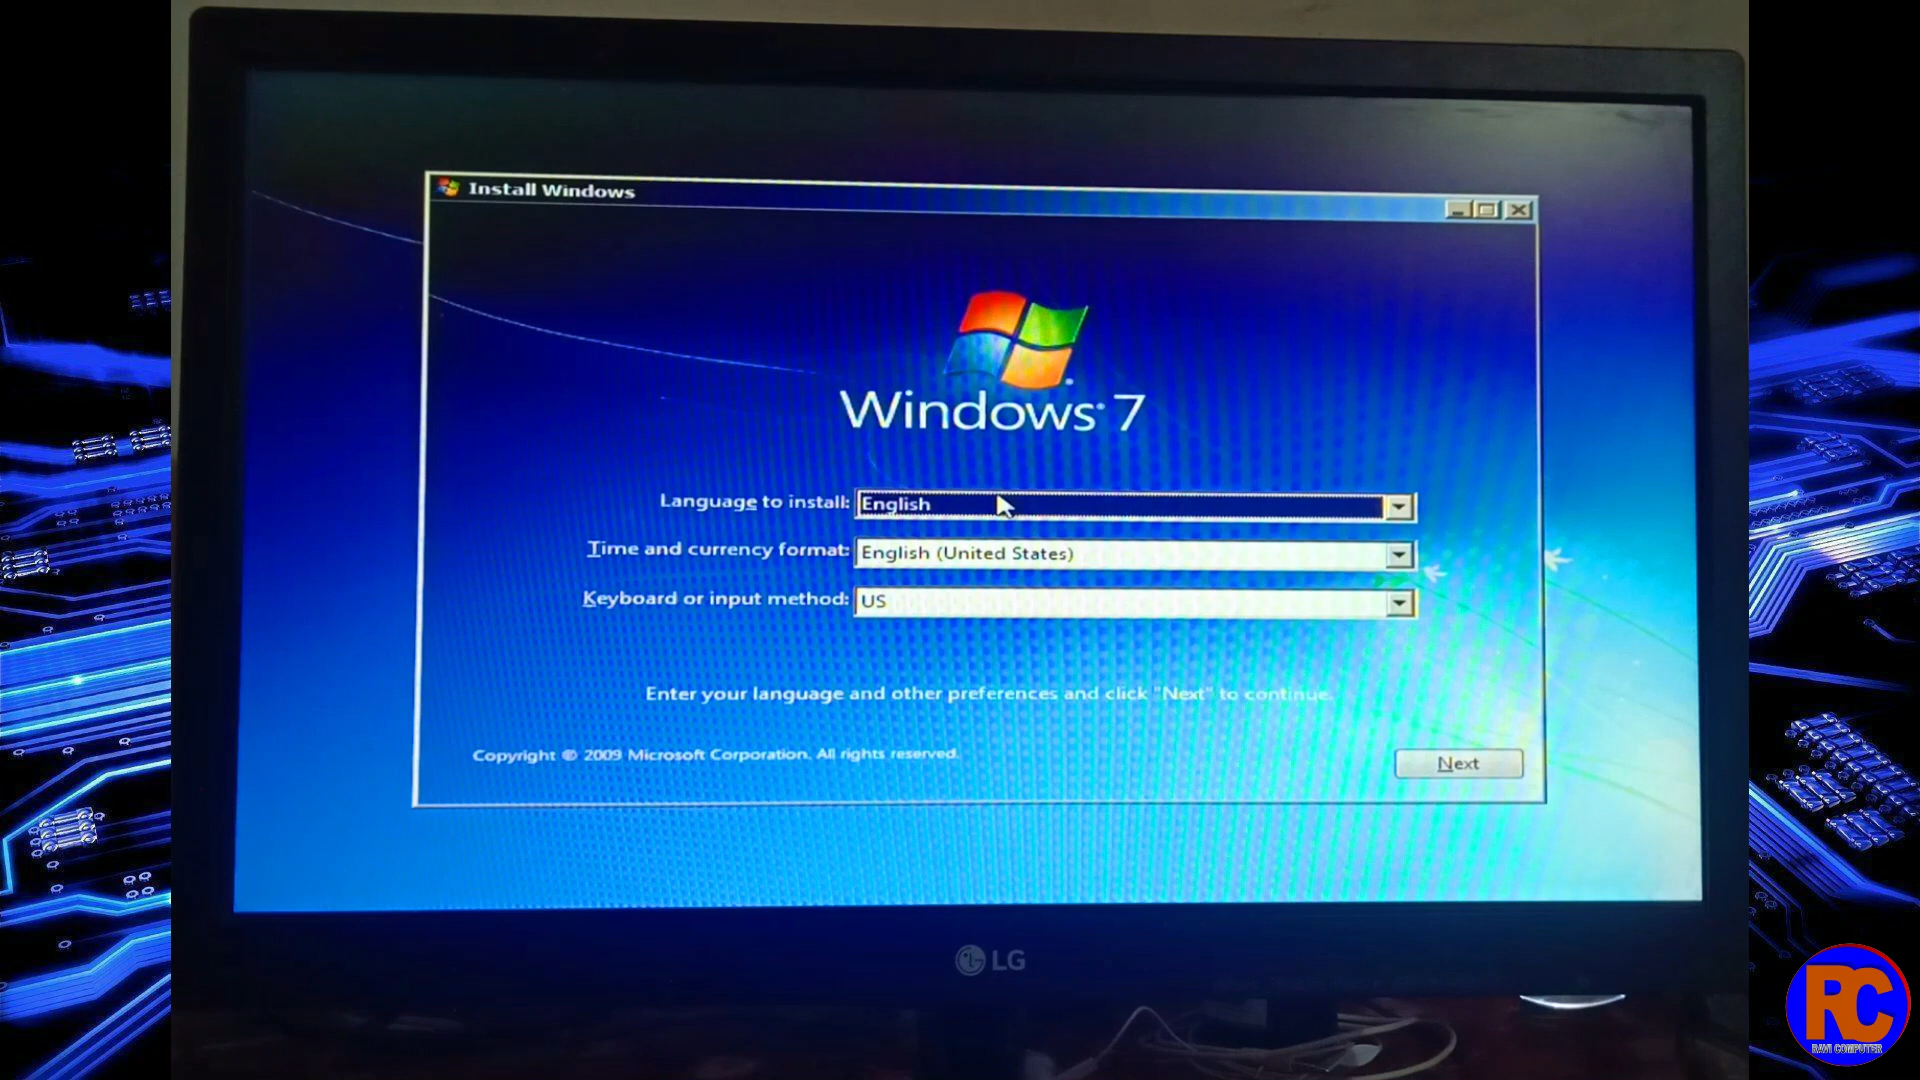 Install Windows
Windows® 7
Language to install: English
Time and currency format: English (United States)
Keyboard or input method: US
Enter your language and other preferences and click "Next" to continue.
Copyright © 2009 Microsoft Corporation. All rights reserved.
Next
LG
RC
RAVI COMPUTER